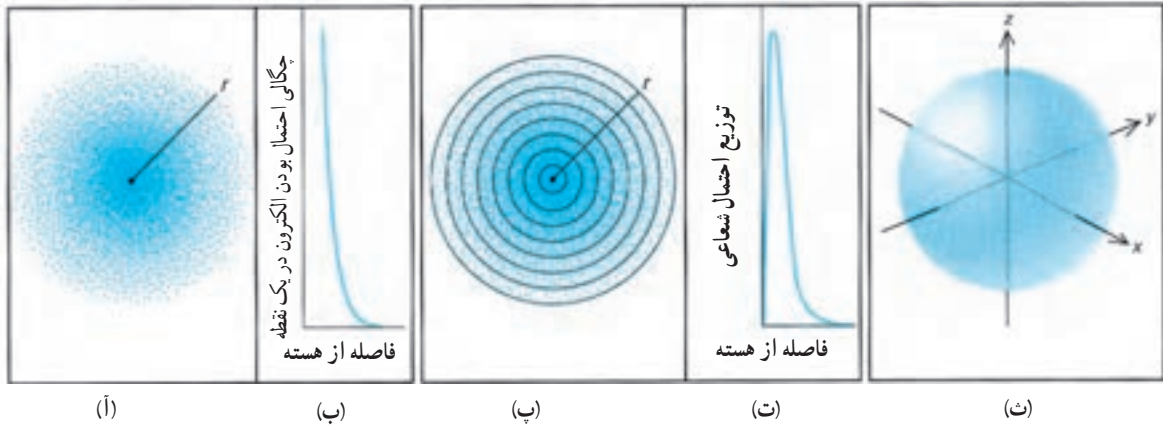 r
چگالی احتمال بودن الکترون در یک نقطه
فاصله از هسته
r
توزیع احتمال شعاعی
فاصله از هسته
z
y
x
(آ)
(ب)
(پ)
(ت)
(ث)